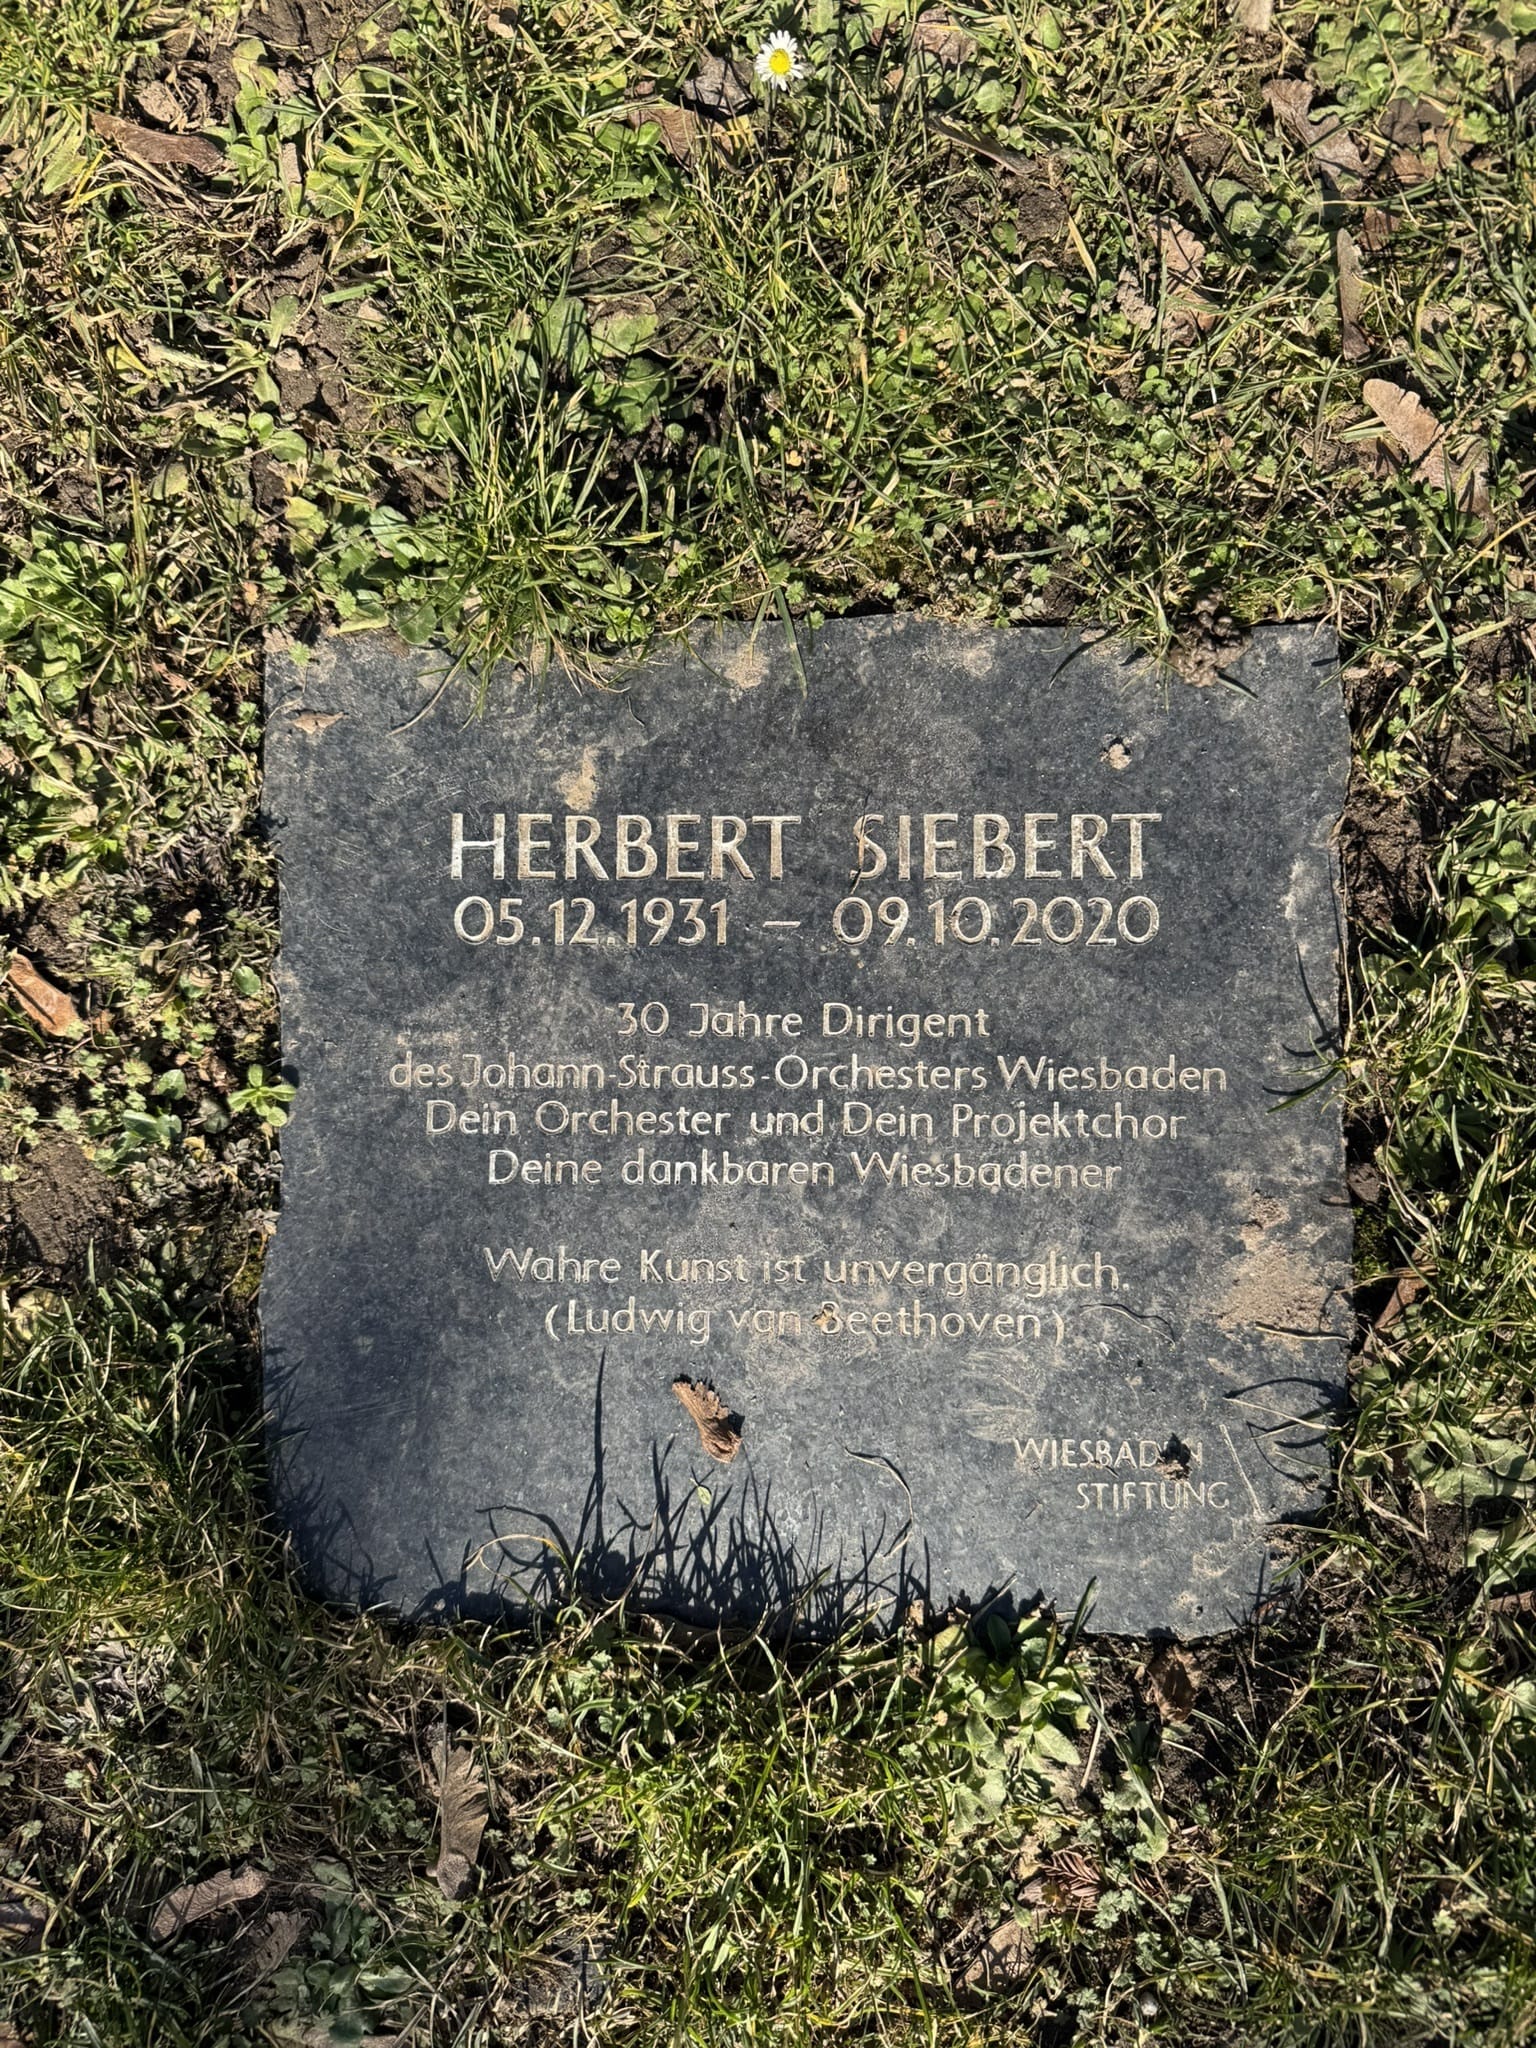 HERBERT SIEBERT
05.12.1931 – 09.10.2020
30 Jahre Dirigent
des Johann-Strauss-Orchesters Wiesbaden
Dein Orchester und Dein Projektchor
Deine dankbaren Wiesbadener
Wahre Kunst ist unvergänglich.
(Ludwig van Beethoven)
WIESBADEN
STIFTUNG